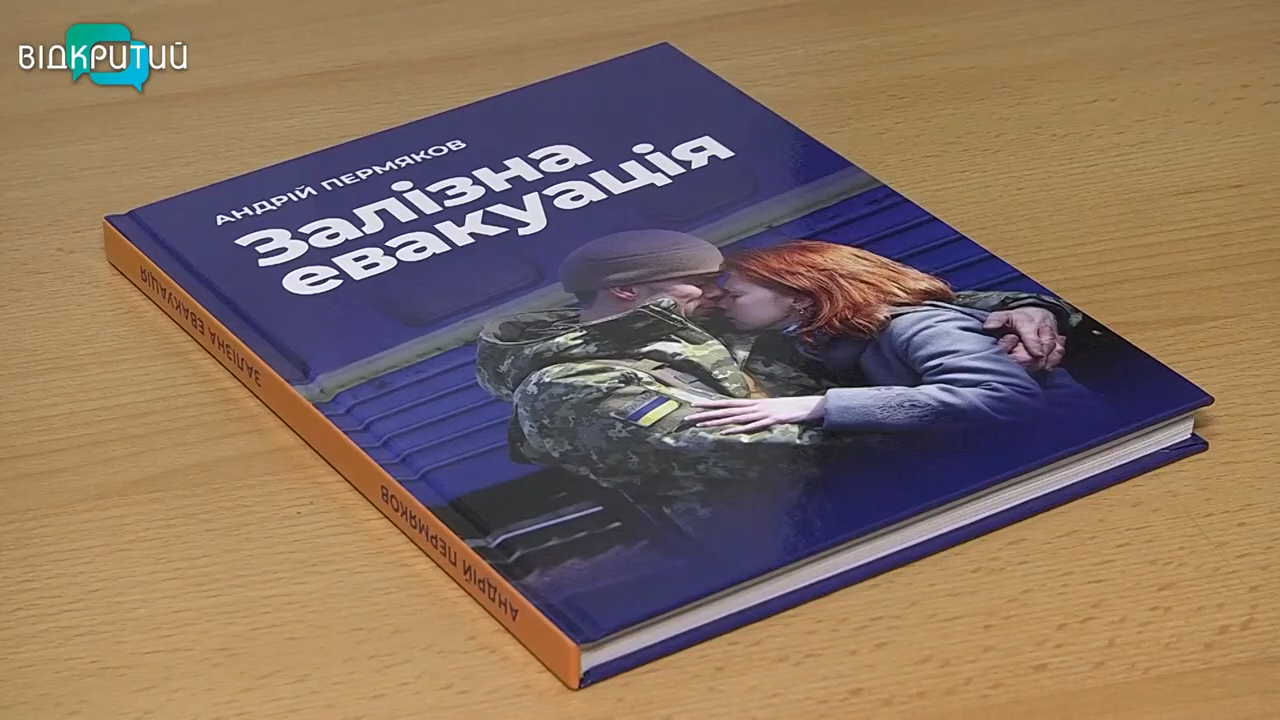 ВІДКРИТИЙ
АНДРІЙ ПЕРМЯКОВ
Залізна
евакуація
АНДРІЙ ПЕРМЯКОВ
ЗАЛІЗНА ЕВАКУАЦІЯ